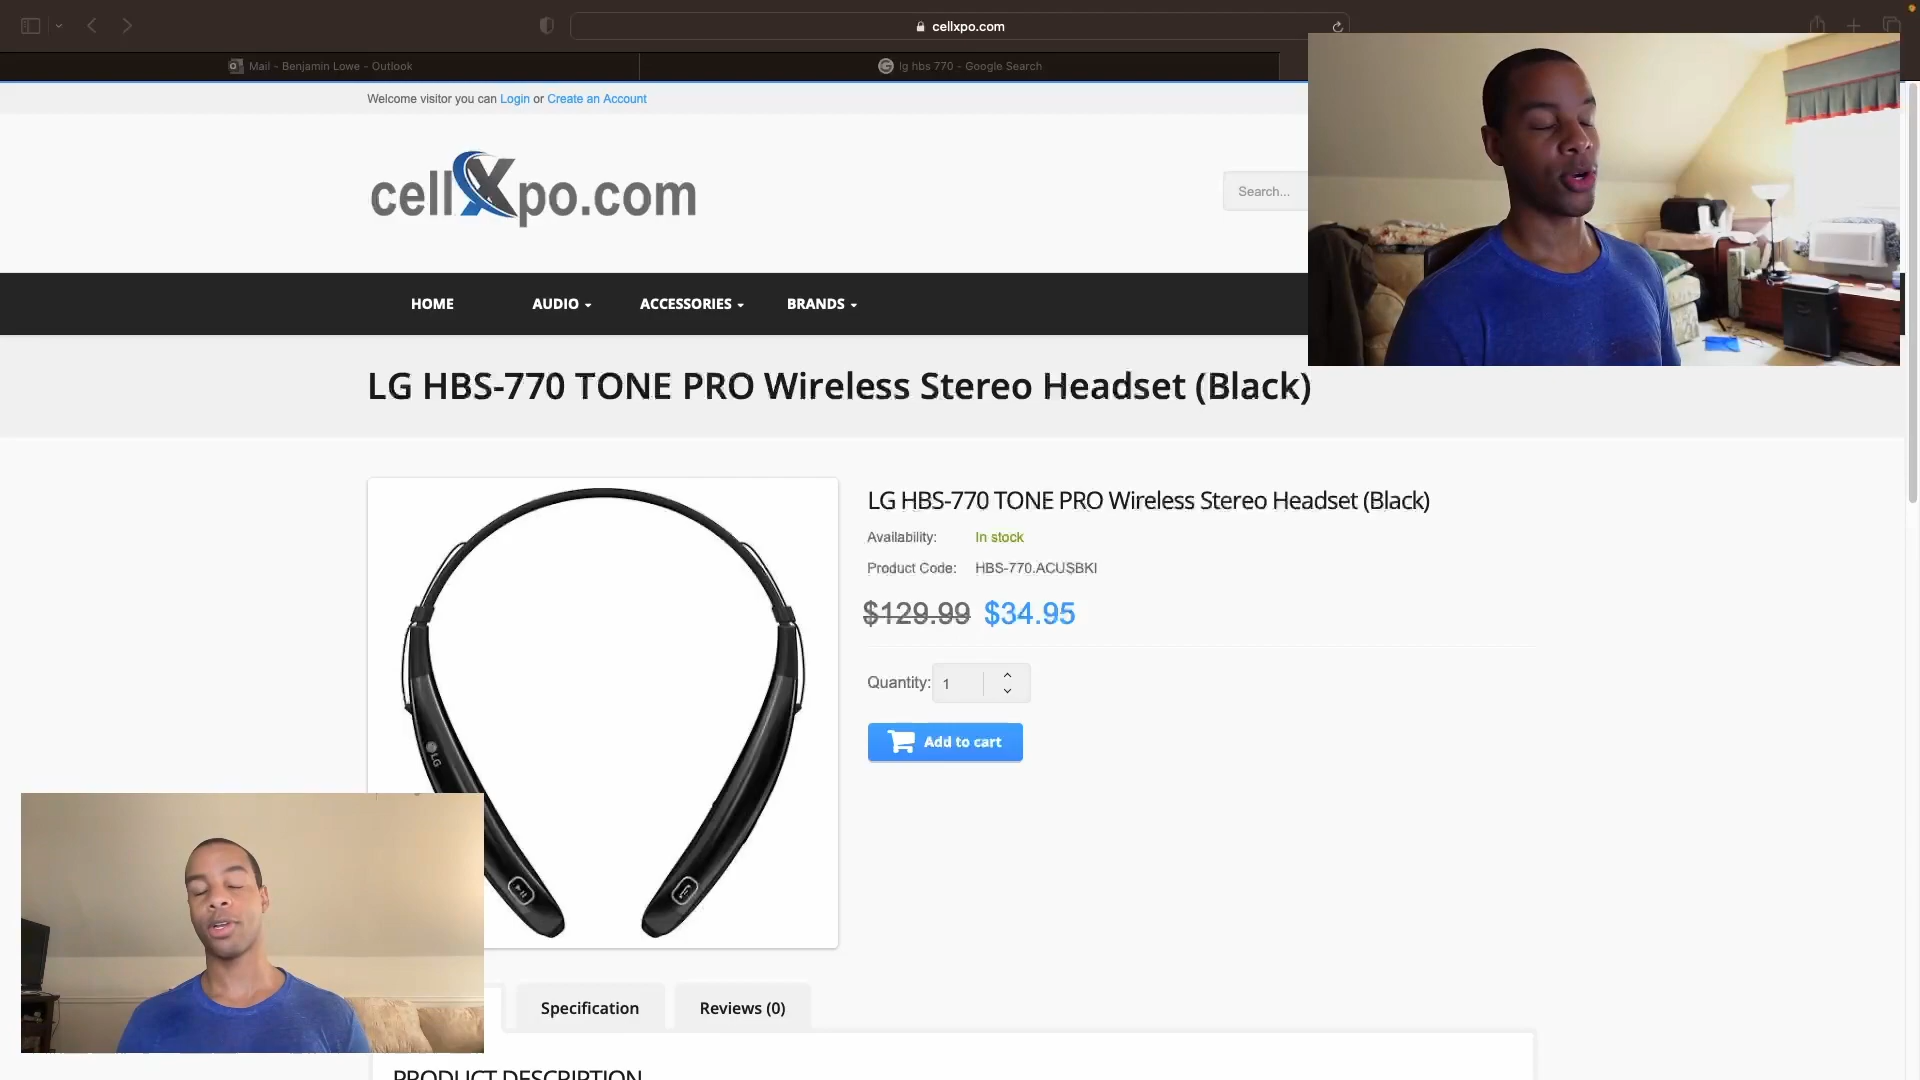 cellxpo.com
Mail - Benjamin Lowe - Outlook
lg hbs 770 - Google Search
Welcome visitor you can Login or Create an Account
cellXpo.com
Search...
HOME
AUDIO
ACCESSORIES
BRANDS
LG HBS-770 TONE PRO Wireless Stereo Headset (Black)
LG HBS-770 TONE PRO Wireless Stereo Headset (Black)
Availability: In stock
Product Code: HBS-770.ACUSBKI
$129.99 $34.95
Quantity: 1
Add to cart
LG
Specification
Reviews (0)
PRODUCT DESCRIPTION